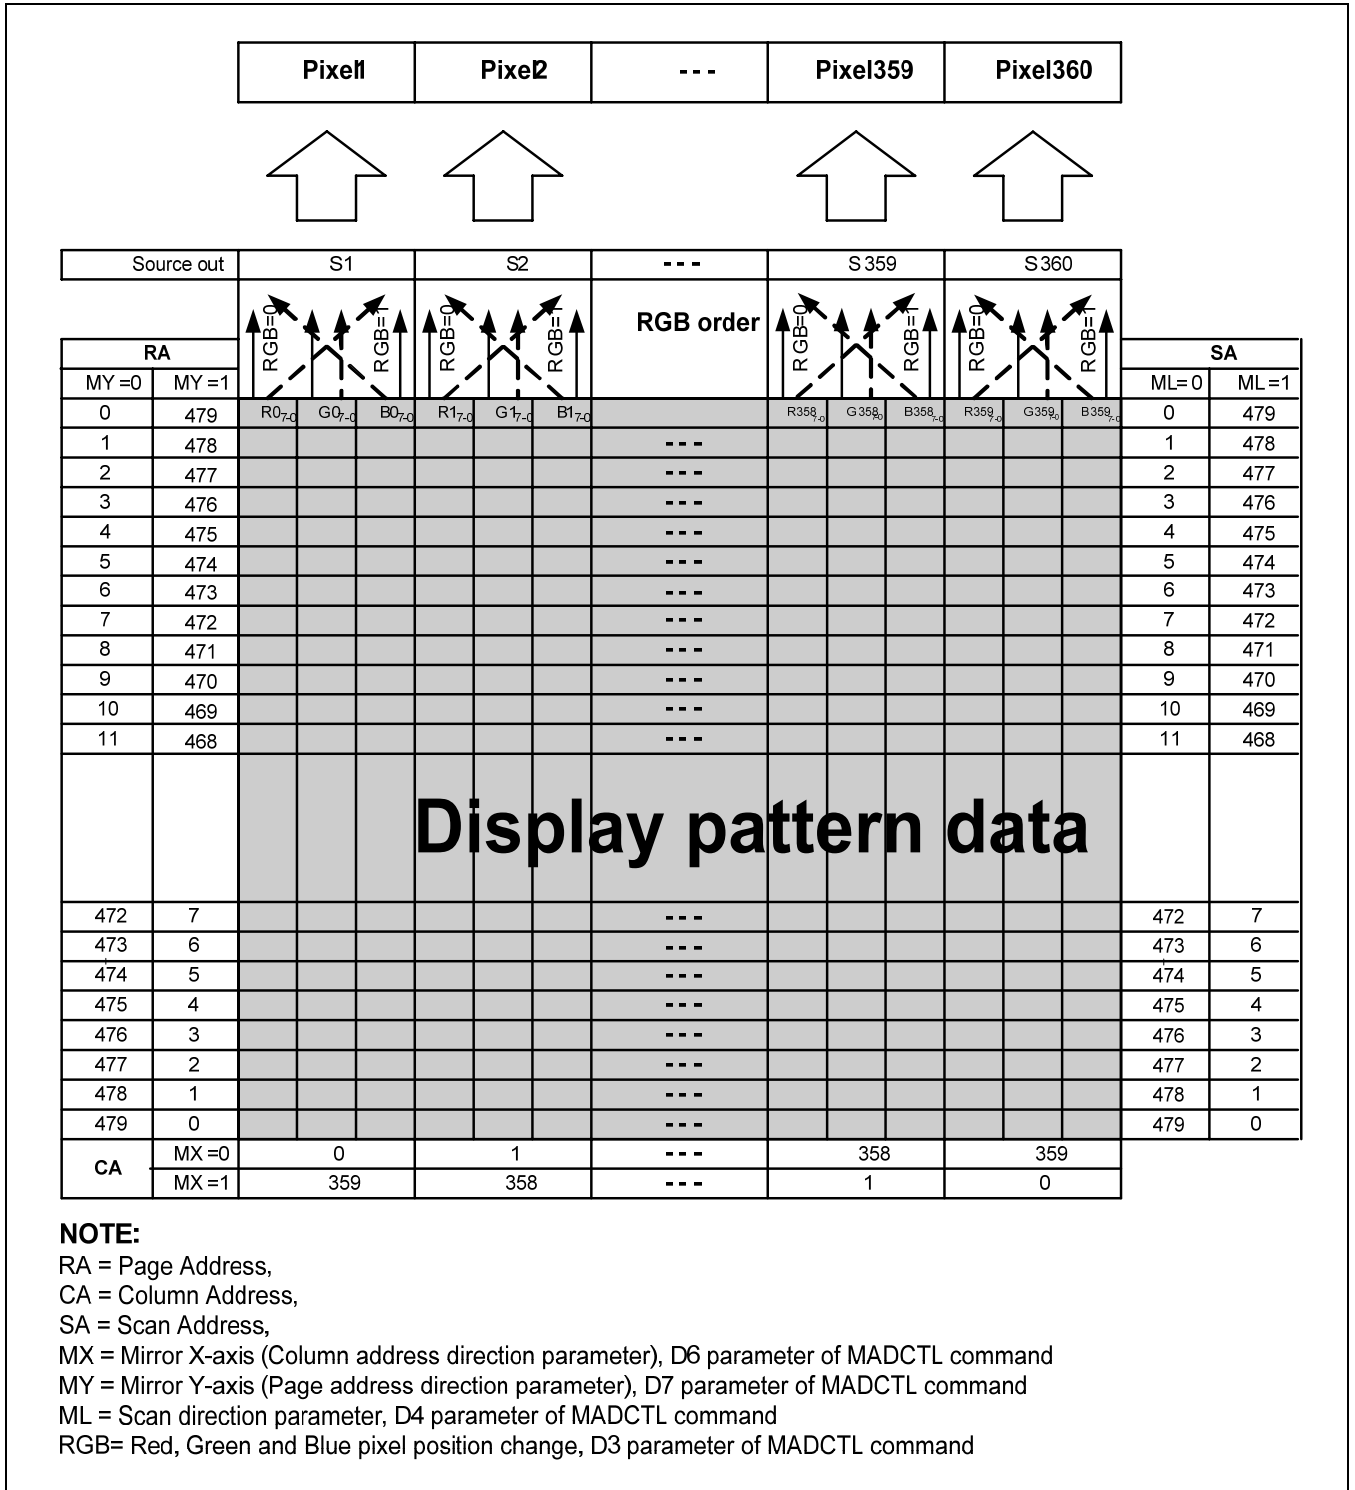 Pixel1 Pixel2 --- Pixel359 Pixel360
Source out S1 S2 --- S359 S360
RGB=0 RGB=1 RGB=0 RGB=1 RGB order RGB=0 RGB=1 RGB=0 RGB=1
RA SA
MY=0 MY=1 ML=0 ML=1
0 479 R07-0 G07-0 B07-0 R17-0 G17-0 B17-0 R3587-0 G3587-0 B3587-0 R3597-0 G3597-0 B3597-0 0 479
1 478 --- 1 478
2 477 --- 2 477
3 476 --- 3 476
4 475 --- 4 475
5 474 --- 5 474
6 473 --- 6 473
7 472 --- 7 472
8 471 --- 8 471
9 470 --- 9 470
10 469 --- 10 469
11 468 --- 11 468
Display pattern data
472 7 --- 472 7
473 6 --- 473 6
474 5 --- 474 5
475 4 --- 475 4
476 3 --- 476 3
477 2 --- 477 2
478 1 --- 478 1
479 0 --- 479 0
CA MX=0 0 1 --- 358 359
MX=1 359 358 --- 1 0
NOTE:
RA = Page Address,
CA = Column Address,
SA = Scan Address,
MX = Mirror X-axis (Column address direction parameter), D6 parameter of MADCTL command
MY = Mirror Y-axis (Page address direction parameter), D7 parameter of MADCTL command
ML = Scan direction parameter, D4 parameter of MADCTL command
RGB= Red, Green and Blue pixel position change, D3 parameter of MADCTL command